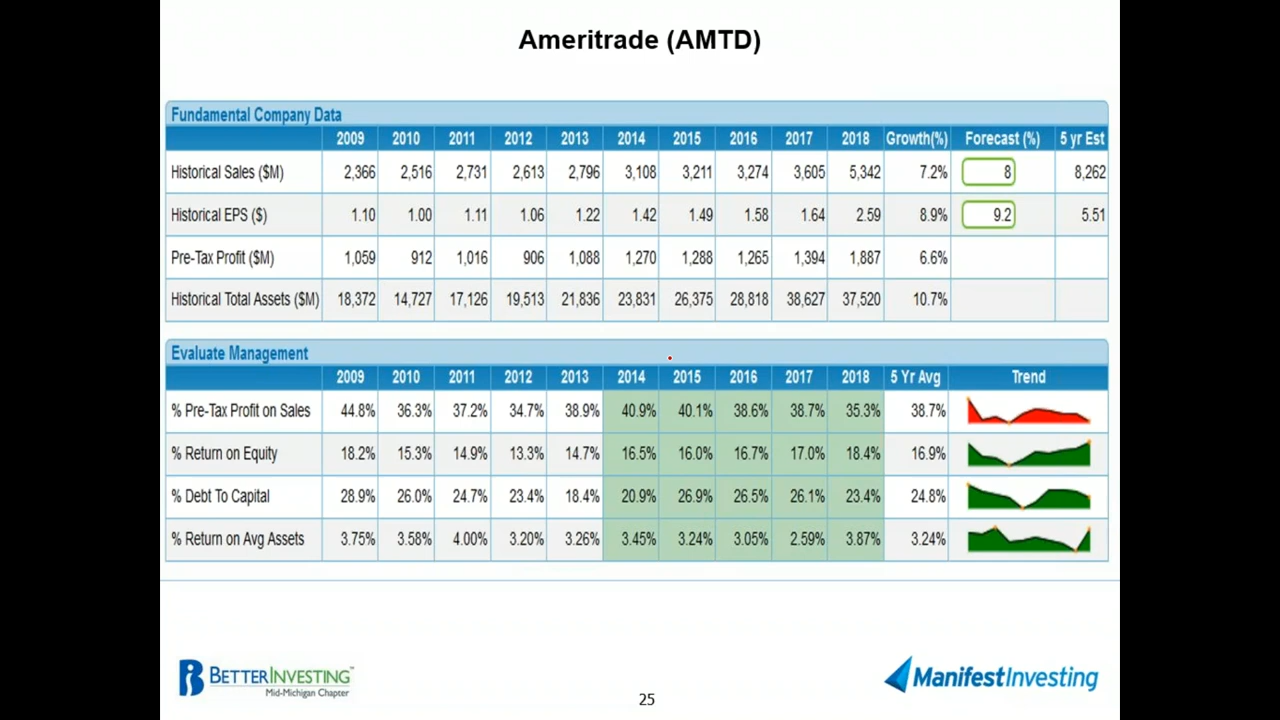 Ameritrade (AMTD)
Fundamental Company Data
2009 2010 2011 2012 2013 2014 2015 2016 2017 2018 Growth(%) Forecast (%) 5 yr Est
Historical Sales ($M) 2,366 2,516 2,731 2,613 2,796 3,108 3,211 3,274 3,605 5,342 7.2% 8 8,262
Historical EPS ($) 1.10 1.00 1.11 1.06 1.22 1.42 1.49 1.58 1.64 2.59 8.9% 9.2 5.51
Pre-Tax Profit ($M) 1,059 912 1,016 906 1,088 1,270 1,288 1,265 1,394 1,887 6.6%
Historical Total Assets ($M) 18,372 14,727 17,126 19,513 21,836 23,831 26,375 28,818 38,627 37,520 10.7%
Evaluate Management
2009 2010 2011 2012 2013 2014 2015 2016 2017 2018 5 Yr Avg Trend
% Pre-Tax Profit on Sales 44.8% 36.3% 37.2% 34.7% 38.9% 40.9% 40.1% 38.6% 38.7% 35.3% 38.7%
% Return on Equity 18.2% 15.3% 14.9% 13.3% 14.7% 16.5% 16.0% 16.7% 17.0% 18.4% 16.9%
% Debt To Capital 28.9% 26.0% 24.7% 23.4% 18.4% 20.9% 26.9% 26.5% 26.1% 23.4% 24.8%
% Return on Avg Assets 3.75% 3.58% 4.00% 3.20% 3.26% 3.45% 3.24% 3.05% 2.59% 3.87% 3.24%
BETTERINVESTING™
Mid-Michigan Chapter
25
ManifestInvesting